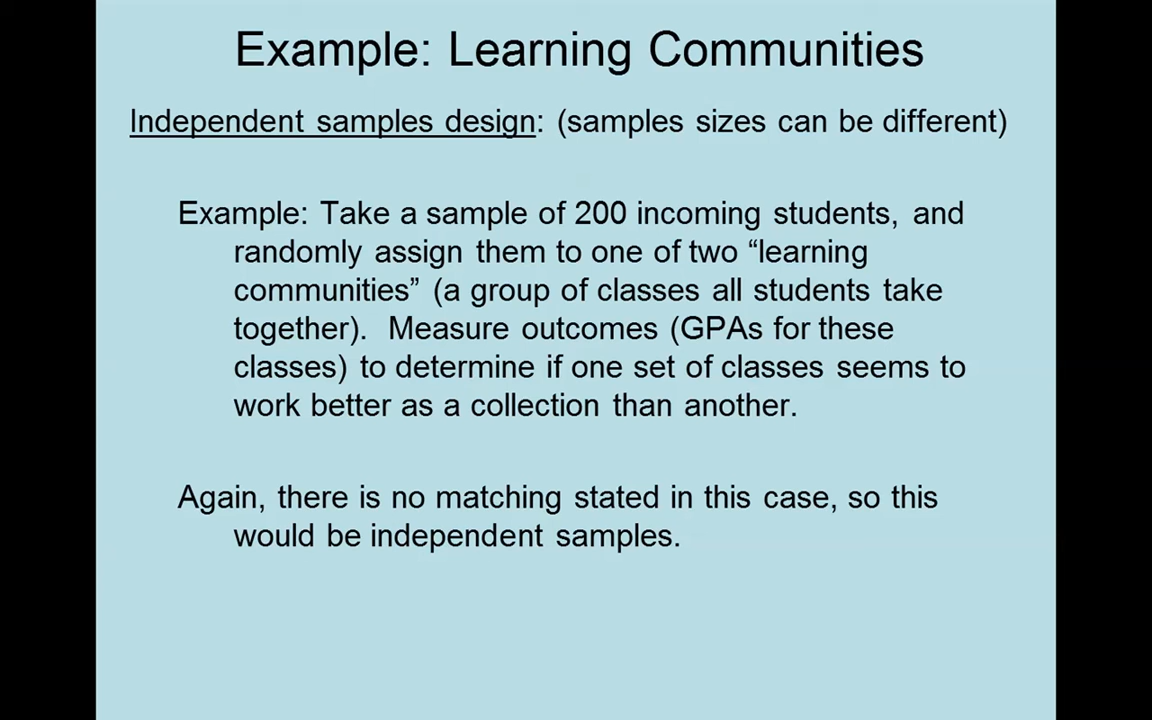 Example: Learning Communities
Independent samples design: (samples sizes can be different)
Example: Take a sample of 200 incoming students, and
randomly assign them to one of two “learning
communities” (a group of classes all students take
together). Measure outcomes (GPAs for these
classes) to determine if one set of classes seems to
work better as a collection than another.
Again, there is no matching stated in this case, so this
would be independent samples.